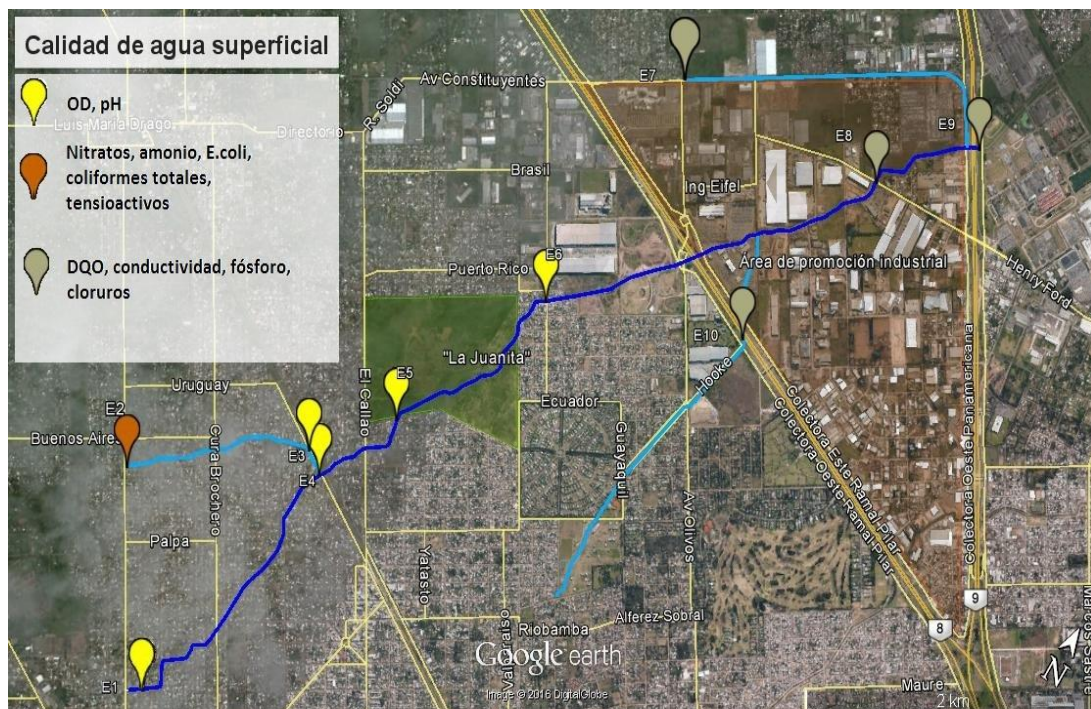 Calidad de agua superficial
OD, pH
Luis María Drago
Nitratos, amonio, E.coli,
coliformes totales,
tensioactivos
DQO, conductividad, fósforo,
cloruros
Directorio
R. Soldi
Av Constituyentes
E7
E9
E8
Brasil
Ing Eifel
E6
Puerto Rico
Área de promoción industrial
Henry Ford
E10
"La Juanita"
Hooke
Uruguay
El Callao
E5
Ecuador
E2
Buenos Aires
Cura Brochero
E3
E4
Guayaquil
Av Olivos
Colectora Este Ramal Pilar
Colectora Oeste Ramal Pilar
Colectora Oeste Panamericana
Palpa
Yatasto
Valparaiso
Riobamba
Alferez Sobral
9
8
E1
Google earth
Image © 2016 DigitalGlobe
Maure
2 km
N